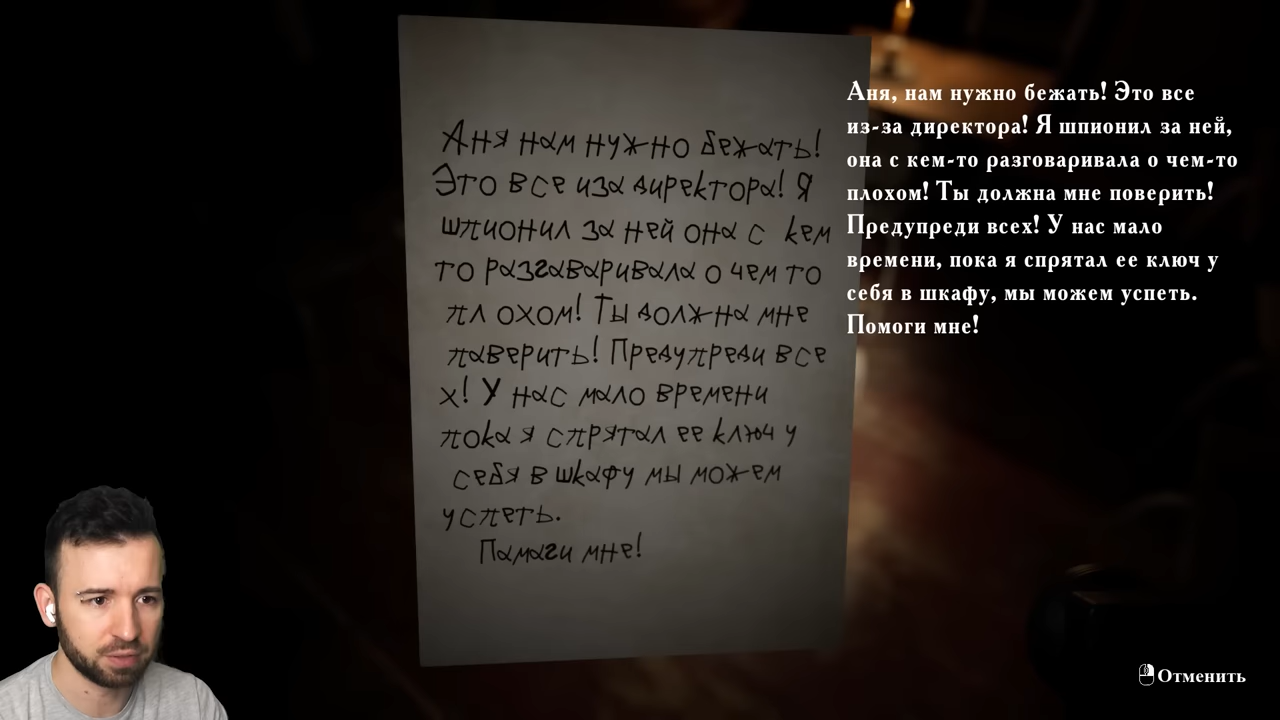 Аня нам нужно бежать!
Это все иза директора! Я
шпионил за ней она с кем
то разгаваривала о чем то
пл охом! Ты должна мне
паверить! Предупреди все
х! У нас мало времени
пока я спрятал ее ключ у
себя в шкафу мы можем
успеть.
Памаги мне!
Аня, нам нужно бежать! Это все
из-за директора! Я шпионил за ней,
она с кем-то разговаривала о чем-то
плохом! Ты должна мне поверить!
Предупреди всех! У нас мало
времени, пока я спрятал ее ключ у
себя в шкафу, мы можем успеть.
Помоги мне!
Отменить